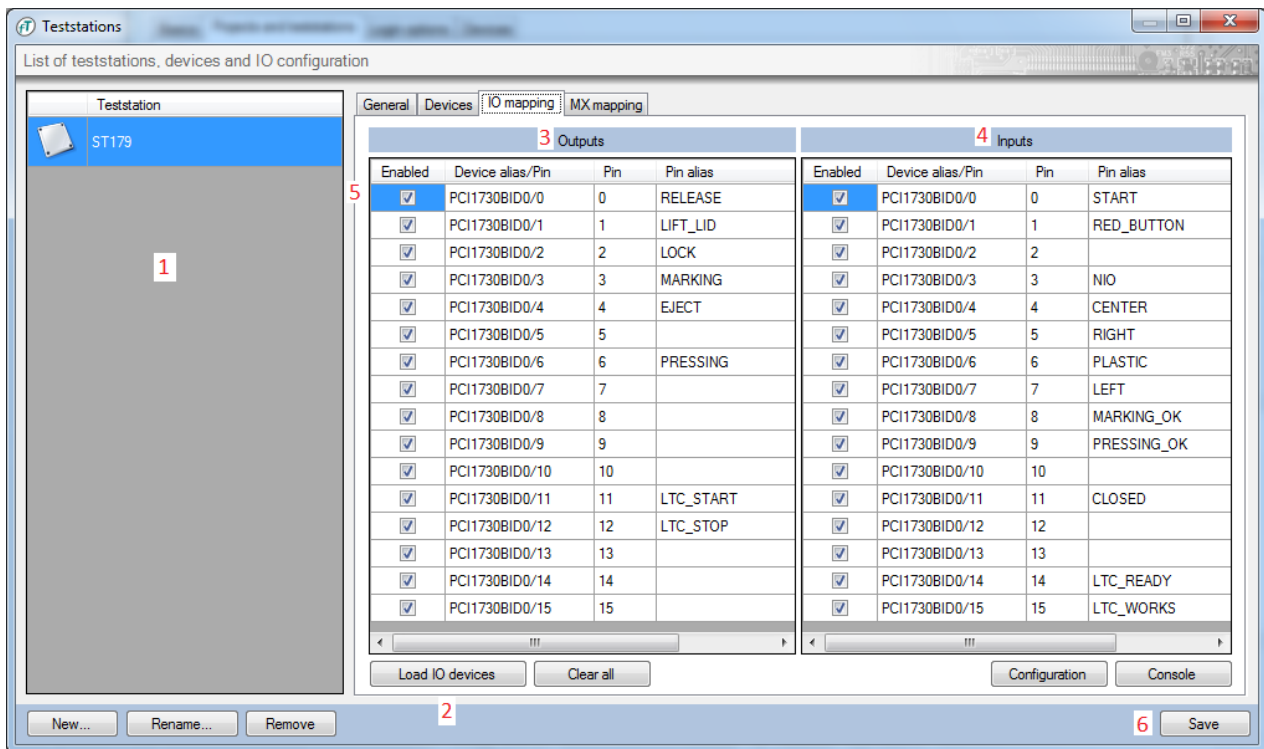 Teststations
List of teststations, devices and IO configuration
Teststation
ST179
1
General Devices IO mapping MX mapping
3 Outputs
4 Inputs
5
Enabled Device alias/Pin Pin Pin alias Enabled Device alias/Pin Pin Pin alias
PCI1730BID0/0 0 RELEASE PCI1730BID0/0 0 START
PCI1730BID0/1 1 LIFT_LID PCI1730BID0/1 1 RED_BUTTON
PCI1730BID0/2 2 LOCK PCI1730BID0/2 2
PCI1730BID0/3 3 MARKING PCI1730BID0/3 3 NIO
PCI1730BID0/4 4 EJECT PCI1730BID0/4 4 CENTER
PCI1730BID0/5 5 PCI1730BID0/5 5 RIGHT
PCI1730BID0/6 6 PRESSING PCI1730BID0/6 6 PLASTIC
PCI1730BID0/7 7 PCI1730BID0/7 7 LEFT
PCI1730BID0/8 8 PCI1730BID0/8 8 MARKING_OK
PCI1730BID0/9 9 PCI1730BID0/9 9 PRESSING_OK
PCI1730BID0/10 10 PCI1730BID0/10 10
PCI1730BID0/11 11 LTC_START PCI1730BID0/11 11 CLOSED
PCI1730BID0/12 12 LTC_STOP PCI1730BID0/12 12
PCI1730BID0/13 13 PCI1730BID0/13 13
PCI1730BID0/14 14 PCI1730BID0/14 14 LTC_READY
PCI1730BID0/15 15 PCI1730BID0/15 15 LTC_WORKS
Load IO devices Clear all Configuration Console
2
New... Rename... Remove 6 Save